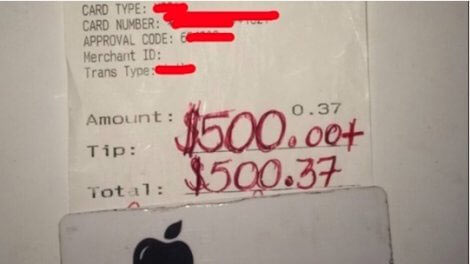 CARD TYPE:
CARD NUMBER:
APPROVAL CODE:
Merchant ID:
Trans Type:
Amount: 0.37
Tip: $500.00+
Total: $500.37